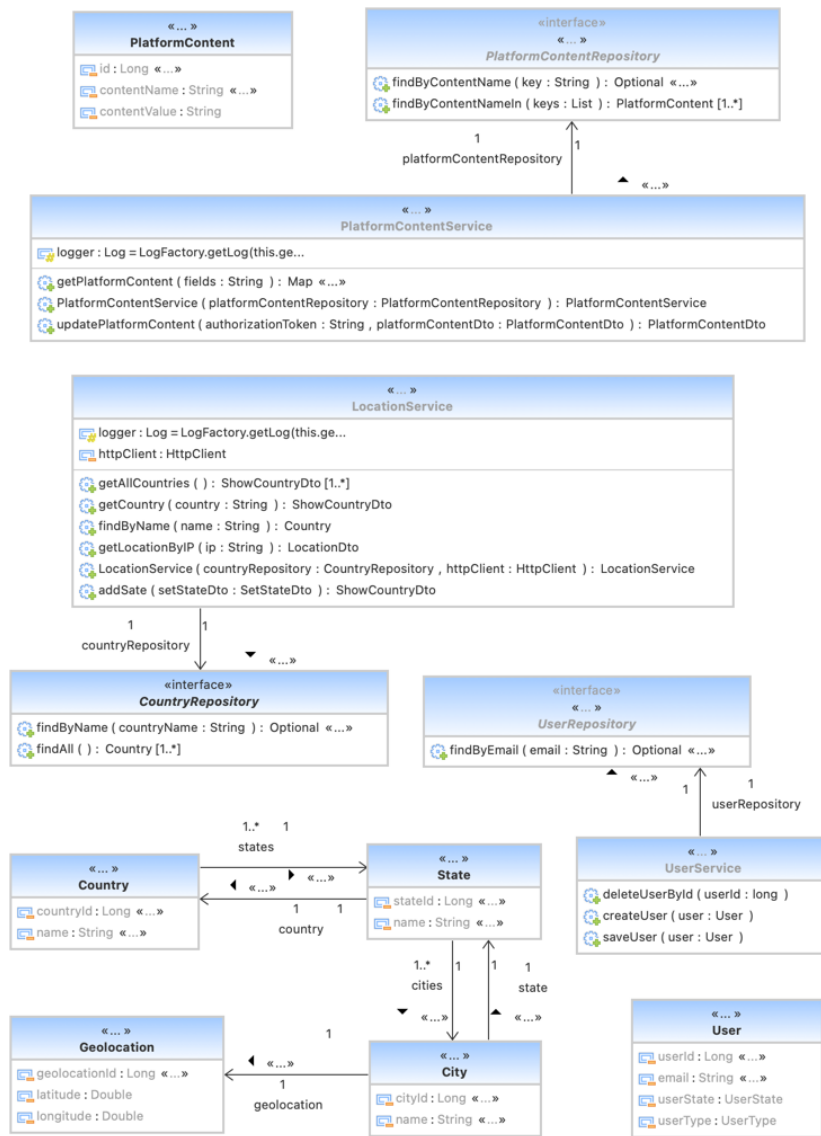 «... »
PlatformContent
id : Long «...»
contentName : String «...»
contentValue : String
«interface»
«... »
PlatformContentRepository
findByContentName ( key : String ) : Optional «...»
findByContentNameIn ( keys : List ) : PlatformContent [1..*]
1
1
platformContentRepository
«...»
«... »
PlatformContentService
logger : Log = LogFactory.getLog(this.ge...
getPlatformContent ( fields : String ) : Map «...»
PlatformContentService ( platformContentRepository : PlatformContentRepository ) : PlatformContentService
updatePlatformContent ( authorizationToken : String , platformContentDto : PlatformContentDto ) : PlatformContentDto
«... »
LocationService
logger : Log = LogFactory.getLog(this.ge...
httpClient : HttpClient
getAllCountries ( ) : ShowCountryDto [1..*]
getCountry ( country : String ) : ShowCountryDto
findByName ( name : String ) : Country
getLocationByIP ( ip : String ) : LocationDto
LocationService ( countryRepository : CountryRepository , httpClient : HttpClient ) : LocationService
addSate ( setStateDto : SetStateDto ) : ShowCountryDto
1
1
countryRepository
«...»
«interface»
CountryRepository
findByName ( countryName : String ) : Optional «...»
findAll ( ) : Country [1..*]
«interface»
«... »
UserRepository
findByEmail ( email : String ) : Optional «...»
«...»
1
1
userRepository
«... »
UserService
deleteUserById ( userId : long )
createUser ( user : User )
saveUser ( user : User )
1..*
1
states
«... »
Country
countryId : Long «...»
name : String «...»
«...»
«...»
1
1
country
«... »
State
stateId : Long «...»
name : String «...»
1..*
1
cities
«...»
1
1
state
«...»
«... »
Geolocation
geolocationId : Long «...»
latitude : Double
longitude : Double
1
«...»
1
geolocation
«... »
City
cityId : Long «...»
name : String «...»
«... »
User
userId : Long «...»
email : String «...»
userState : UserState
userType : UserType